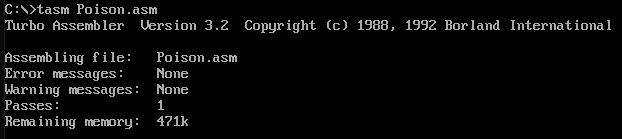 C:\>tasm Poison.asm
Turbo Assembler  Version 3.2  Copyright (c) 1988, 1992 Borland International
Assembling file:   Poison.asm
Error messages:    None
Warning messages:  None
Passes:            1
Remaining memory:  471k